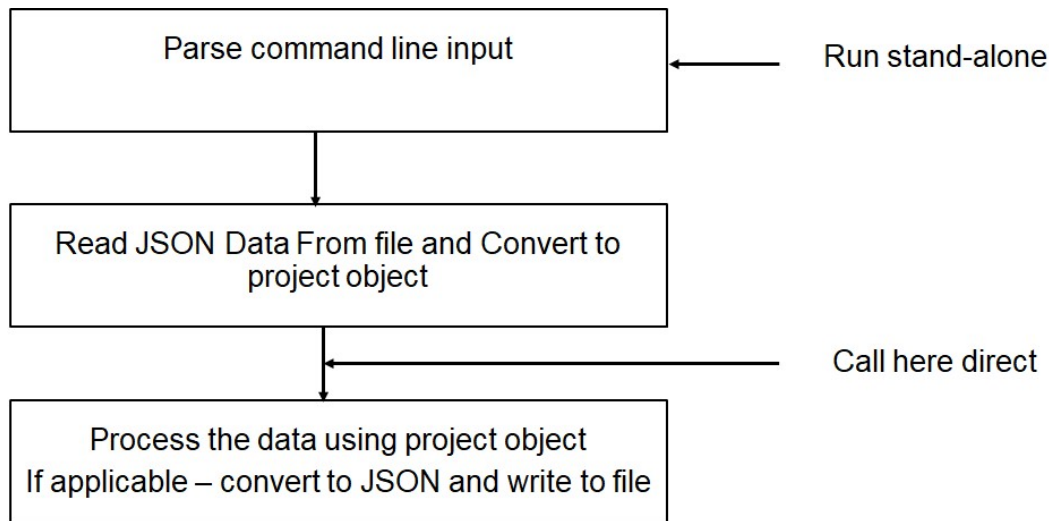 Parse command line input
Run stand-alone
Read JSON Data From file and Convert to
project object
Call here direct
Process the data using project object
If applicable – convert to JSON and write to file